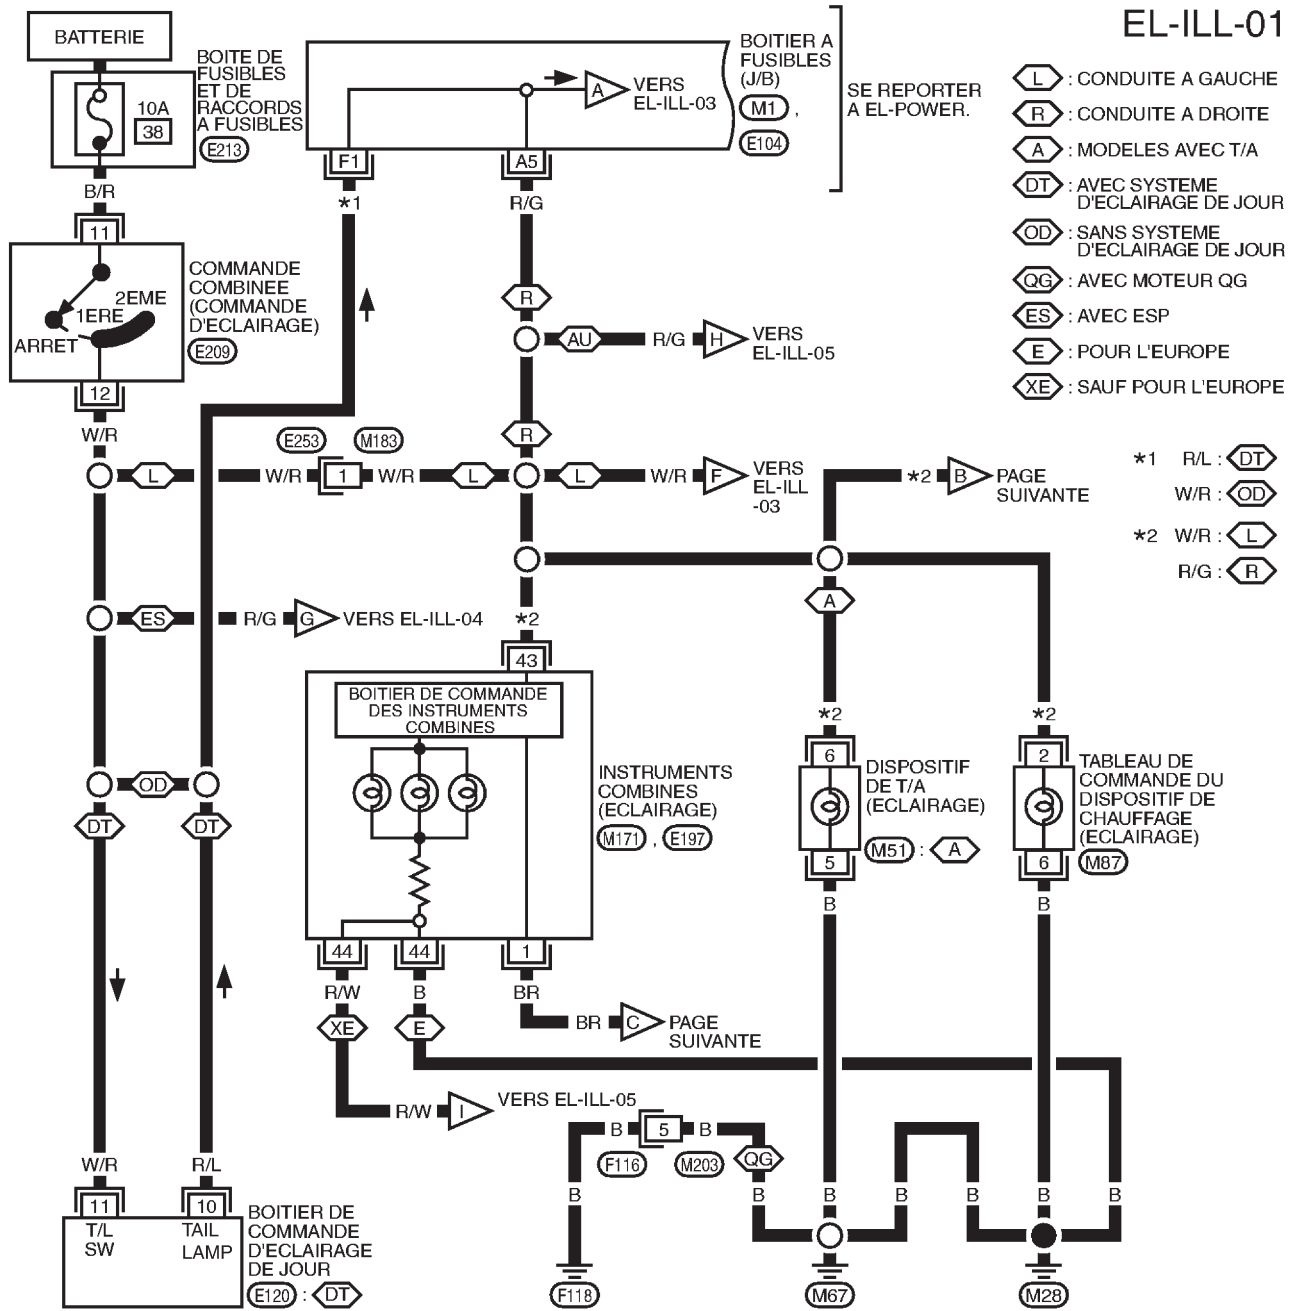 EL-ILL-01
BATTERIE
10A
38
BOITE DE
FUSIBLES
ET DE
RACCORDS
A FUSIBLES
E213
B/R
11
COMMANDE
COMBINEE
(COMMANDE
D'ECLAIRAGE)
E209
2EME
1ERE
ARRET
12
W/R
VERS
EL-ILL-03
A
BOITIER A
FUSIBLES
(J/B)
M1 ,
E104
SE REPORTER
A EL-POWER.
F1
A5
*1
R/G
R
AU
R/G
H
VERS
EL-ILL-05
R
L : CONDUITE A GAUCHE
R : CONDUITE A DROITE
A : MODELES AVEC T/A
DT : AVEC SYSTEME
D'ECLAIRAGE DE JOUR
OD : SANS SYSTEME
D'ECLAIRAGE DE JOUR
QG : AVEC MOTEUR QG
ES : AVEC ESP
E : POUR L'EUROPE
XE : SAUF POUR L'EUROPE
*1 R/L : DT
W/R : OD
*2 W/R : L
R/G : R
E253
M183
L
W/R
1
W/R
L
L
W/R
F
VERS
EL-ILL
-03
*2
B
PAGE
SUIVANTE
A
ES
R/G
G
VERS EL-ILL-04
*2
43
BOITIER DE COMMANDE
DES INSTRUMENTS
COMBINES
INSTRUMENTS
COMBINES
(ECLAIRAGE)
M171 , E197
*2
6
DISPOSITIF
DE T/A
(ECLAIRAGE)
M51 : A
5
B
*2
2
TABLEAU DE
COMMANDE DU
DISPOSITIF DE
CHAUFFAGE
(ECLAIRAGE)
M87
6
B
OD
DT
DT
44
44
1
R/W
B
BR
XE
E
BR
C
PAGE
SUIVANTE
R/W
I
VERS EL-ILL-05
B
5
B
F116
M203
QG
W/R
R/L
11
10
T/L
SW
TAIL
LAMP
BOITIER DE
COMMANDE
D'ECLAIRAGE
DE JOUR
E120 : DT
B
B
B
B
B
B
B
F118
M67
M28